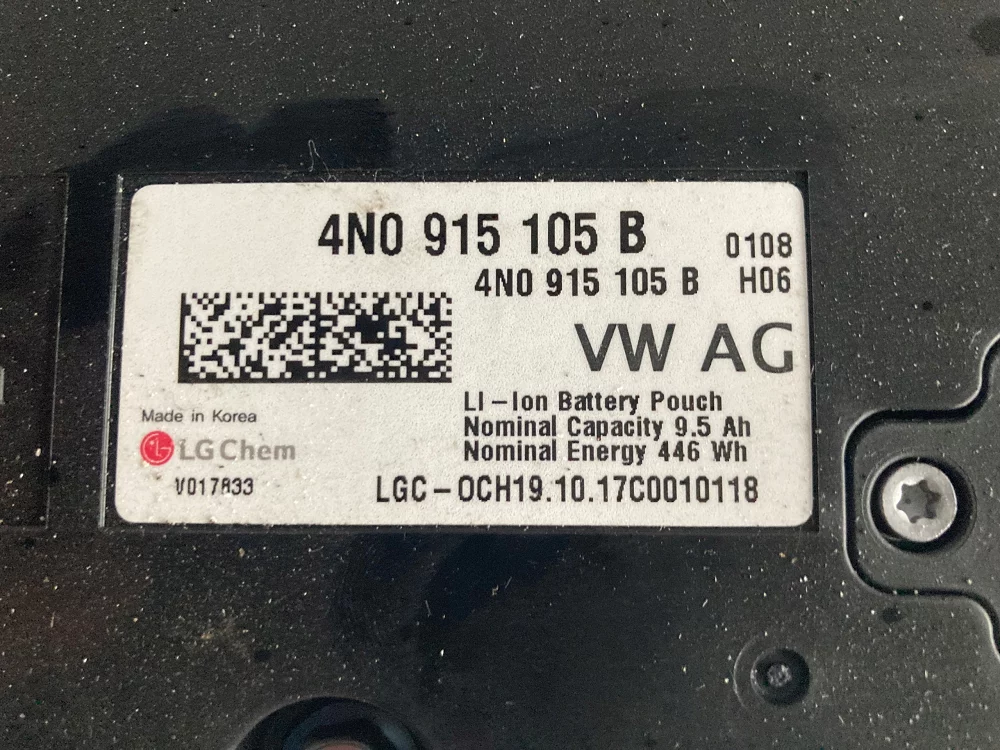 4N0 915 105 B
0108
4N0 915 105 B H06
VW AG
LI-Ion Battery Pouch
Nominal Capacity 9.5 Ah
Nominal Energy 446 Wh
Made in Korea
LG Chem
LGC-OCH19.10.17C0010118